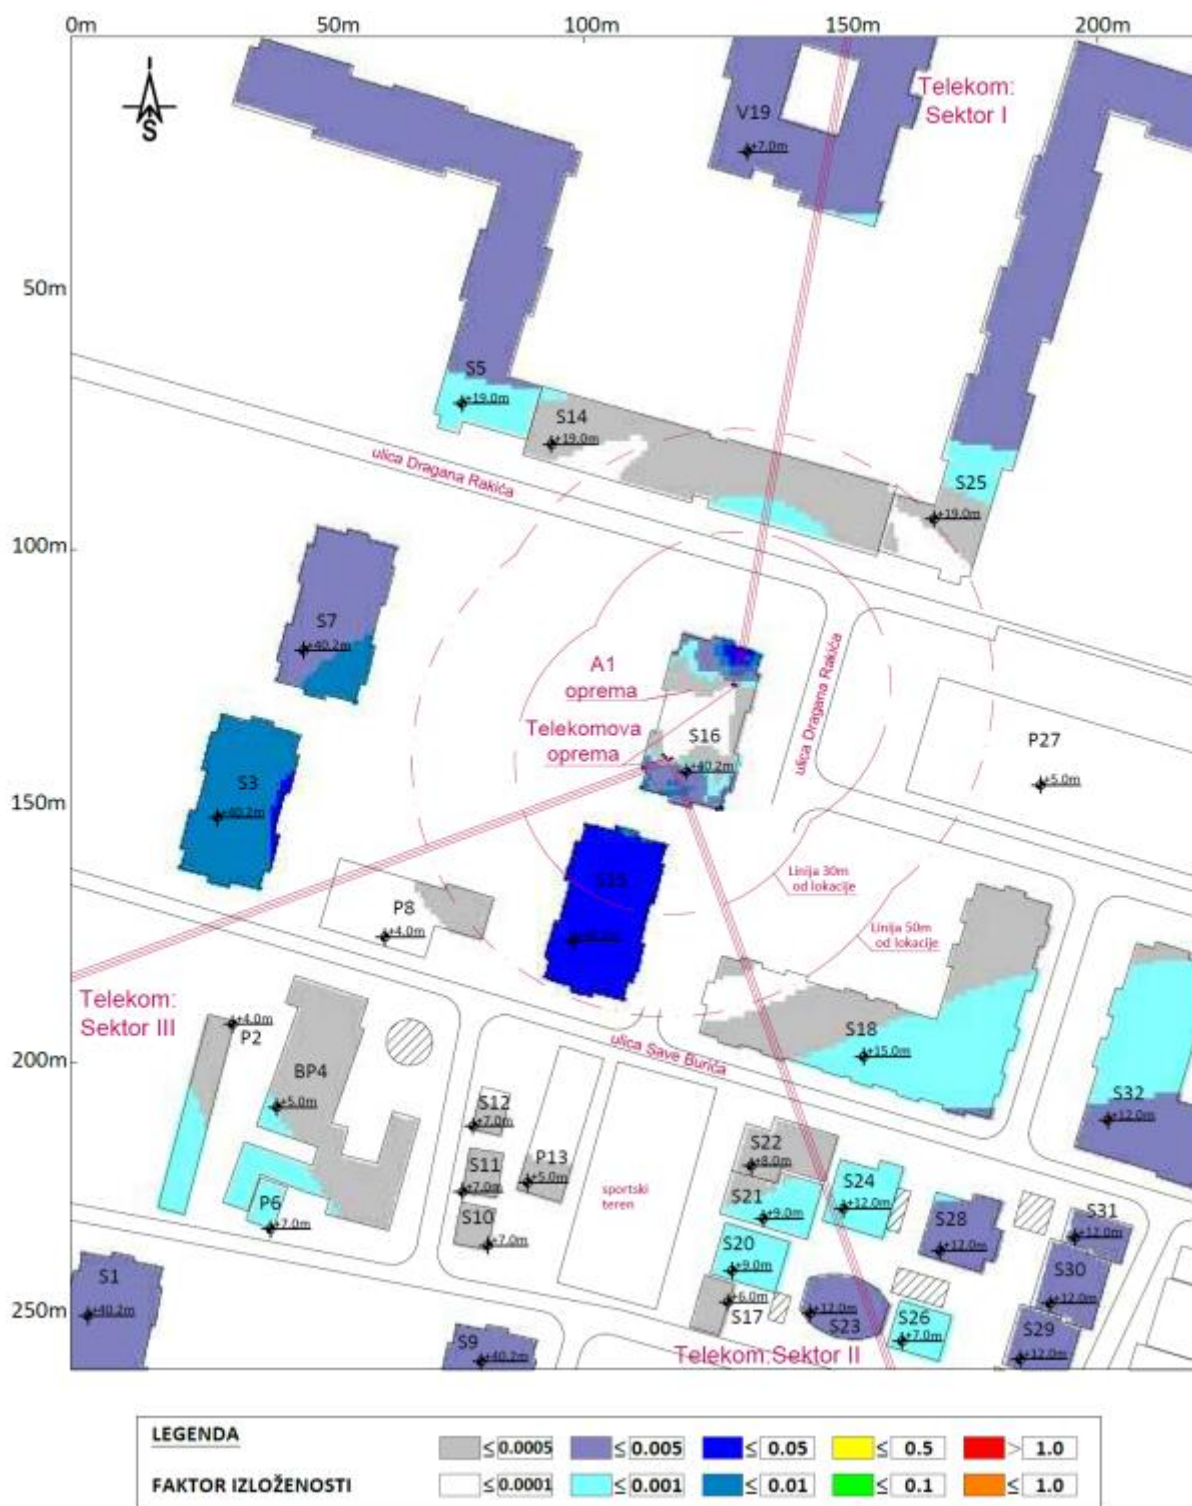 0m
50m
100m
150m
200m
S
Telekom:
Sektor I
V19
+7.0m
50m
S5
+19.0m
S14
+19.0m
ulica Dragana Rakića
S25
+19.0m
100m
S7
+40.2m
A1
oprema
Telekomova
oprema
S16
+40.2m
ulica Dragana Rakića
P27
+5.0m
150m
S3
+40.2m
S15
Linija 30m
od lokacije
Linija 50m
od lokacije
P8
+4.0m
Telekom:
Sektor III
+4.0m
P2
S18
+15.0m
ulica Save Burića
200m
BP4
+5.0m
S32
+12.0m
S12
+7.0m
S22
+8.0m
P13
+5.0m
S11
+7.0m
sportski
teren
S21
+9.0m
S24
+12.0m
P6
+7.0m
S10
+7.0m
S28
+12.0m
S31
+12.0m
S20
+9.0m
S1
+40.2m
S30
+12.0m
250m
+6.0m
S17
+12.0m
S23
S26
+7.0m
S29
+12.0m
S9
+40.2m
Telekom:Sektor II
LEGENDA
≤ 0.0005
≤ 0.005
≤ 0.05
≤ 0.5
> 1.0
FAKTOR IZLOŽENOSTI
≤ 0.0001
≤ 0.001
≤ 0.01
≤ 0.1
≤ 1.0